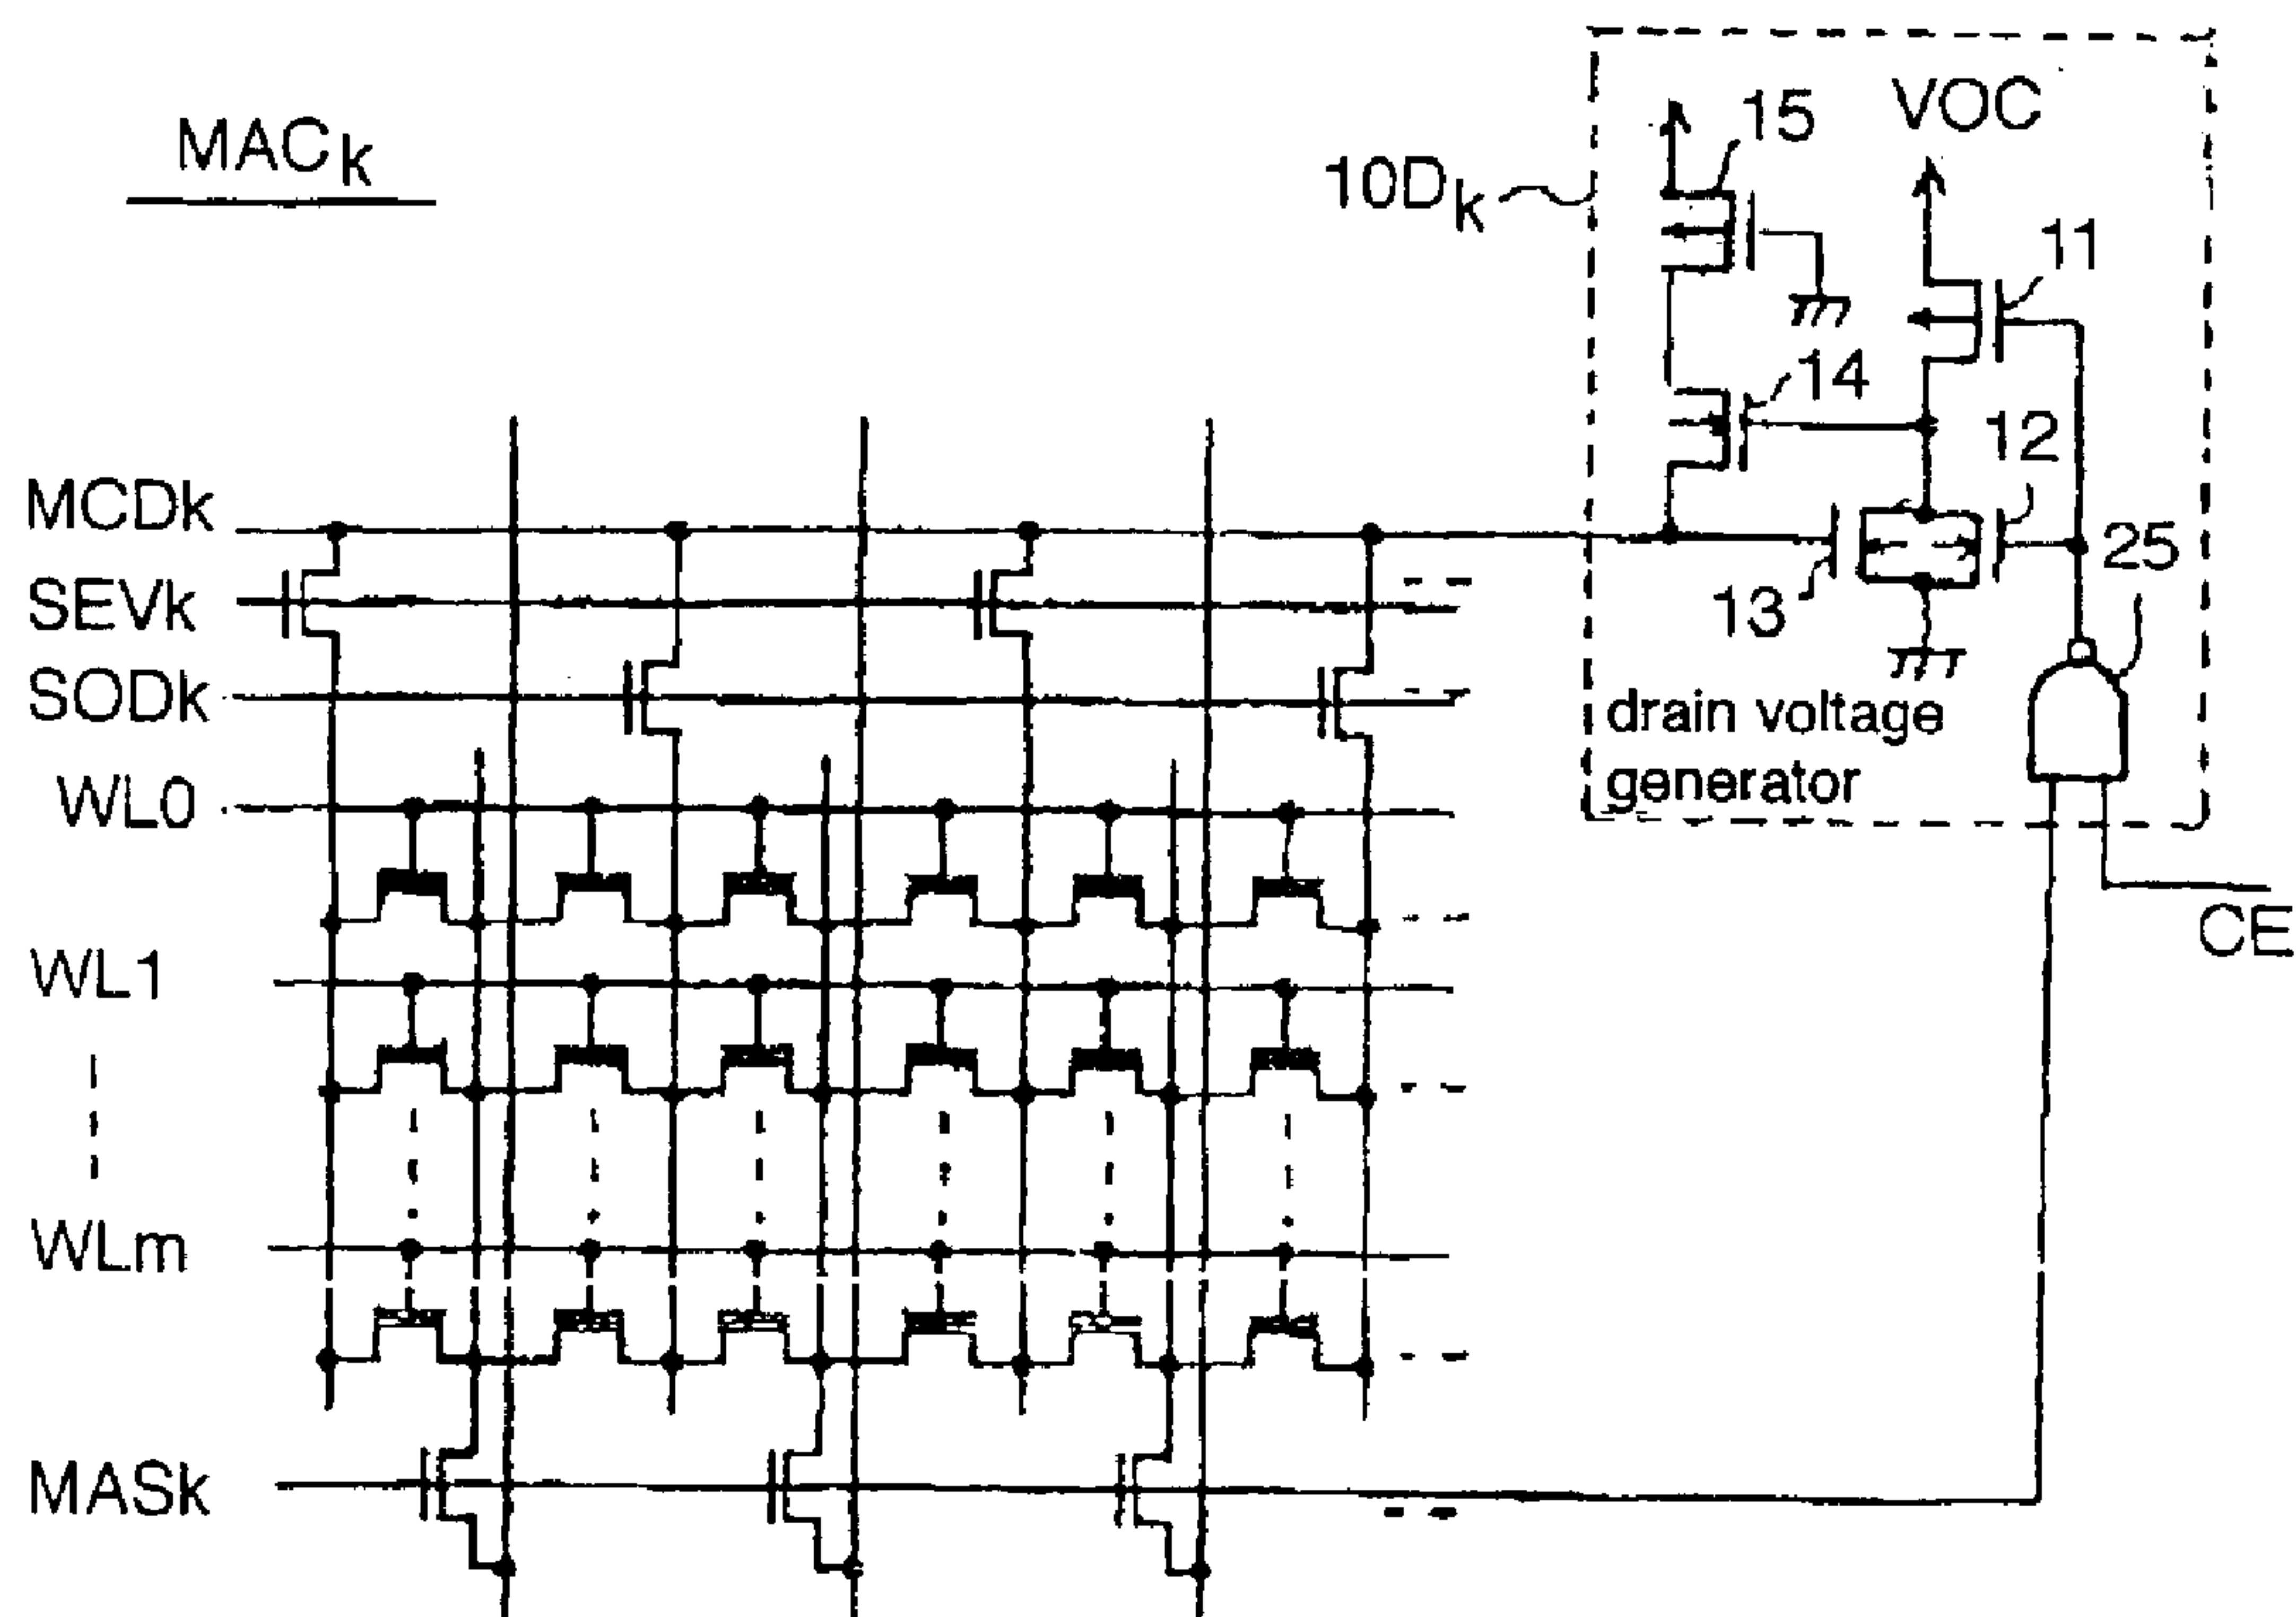 MACk
10Dk
15
VOC
11
14
12
13
25
drain voltage
generator
CE
MCDk
SEVk
SODk
WL0
WL1
WLm
MASk